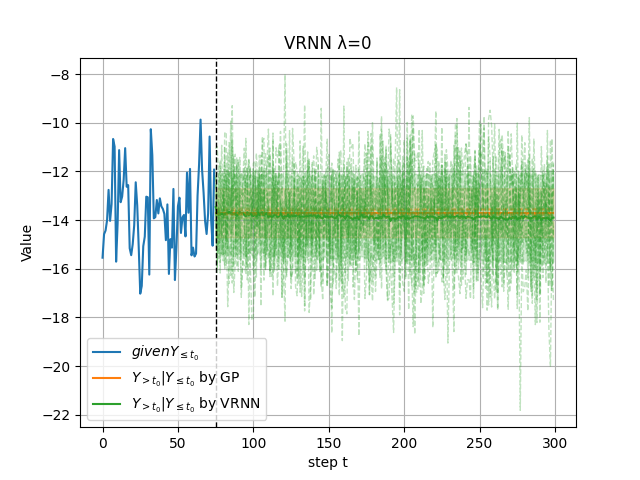 VRNN λ=0
Value
−8
−10
−12
−14
−16
−18
−20
−22
givenY≤t₀
Y>t₀|Y≤t₀ by GP
Y>t₀|Y≤t₀ by VRNN
0 50 100 150 200 250 300
step t